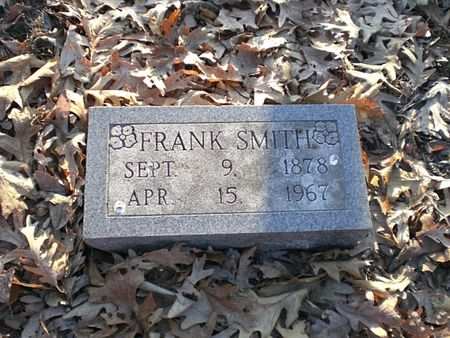 FRANK SMITH
SEPT. 9, 1878
APR. 15, 1967